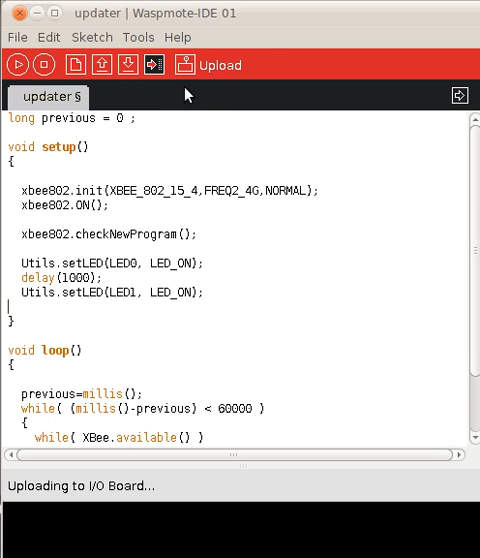 updater | Waspmote-IDE 01
File Edit Sketch Tools Help
Upload
updater §
long previous = 0 ;
void setup()
{
xbee802.init(XBEE_802_15_4,FREQ2_4G,NORMAL);
xbee802.ON();
xbee802.checkNewProgram();
Utils.setLED(LED0, LED_ON);
delay(1000);
Utils.setLED(LED1, LED_ON);
}
void loop()
{
previous=millis();
while( (millis()-previous) < 60000 )
{
while( XBee.available() )
Uploading to I/O Board...